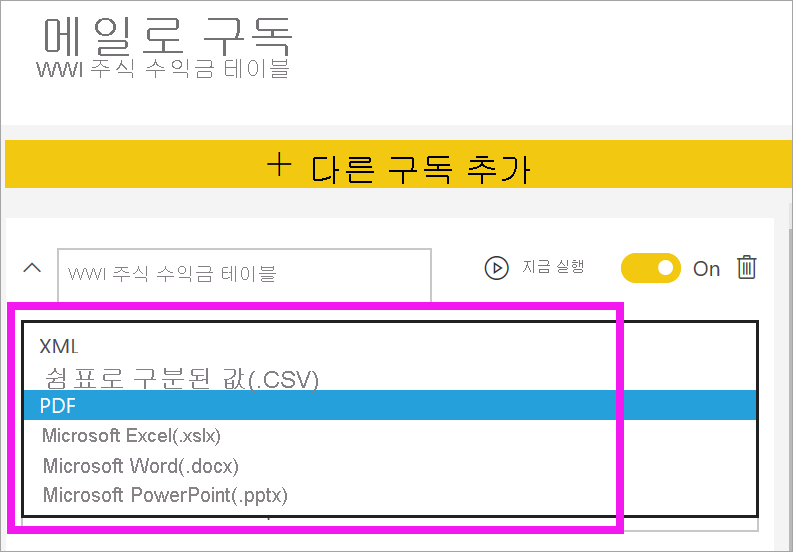 메일로 구독
WWI 주식 수익금 테이블
+ 다른 구독 추가
WWI 주식 수익금 테이블
지금 실행
On
XML
쉼표로 구분된 값(.CSV)
PDF
Microsoft Excel(.xslx)
Microsoft Word(.docx)
Microsoft PowerPoint(.pptx)